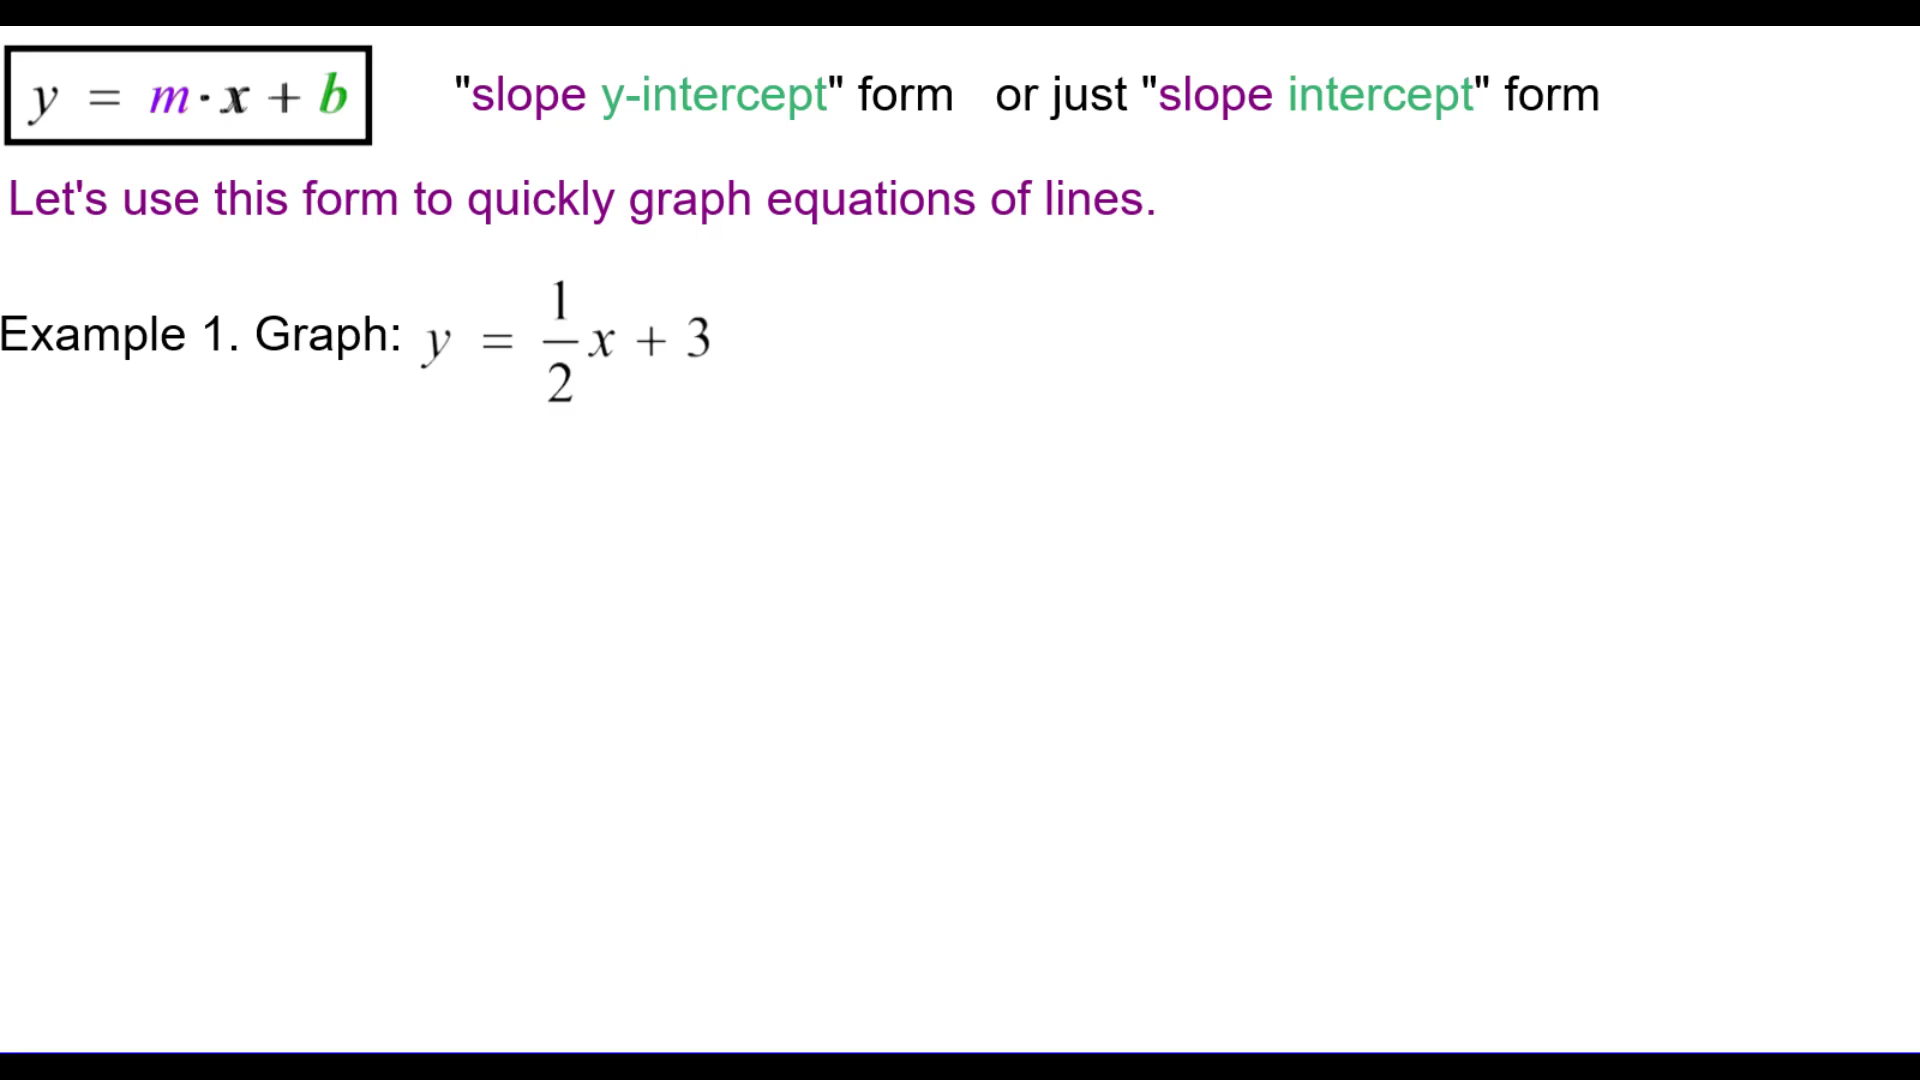 y = m·x + b "slope y-intercept" form or just "slope intercept" form
Let's use this form to quickly graph equations of lines.
Example 1. Graph: y = 1/2 x + 3